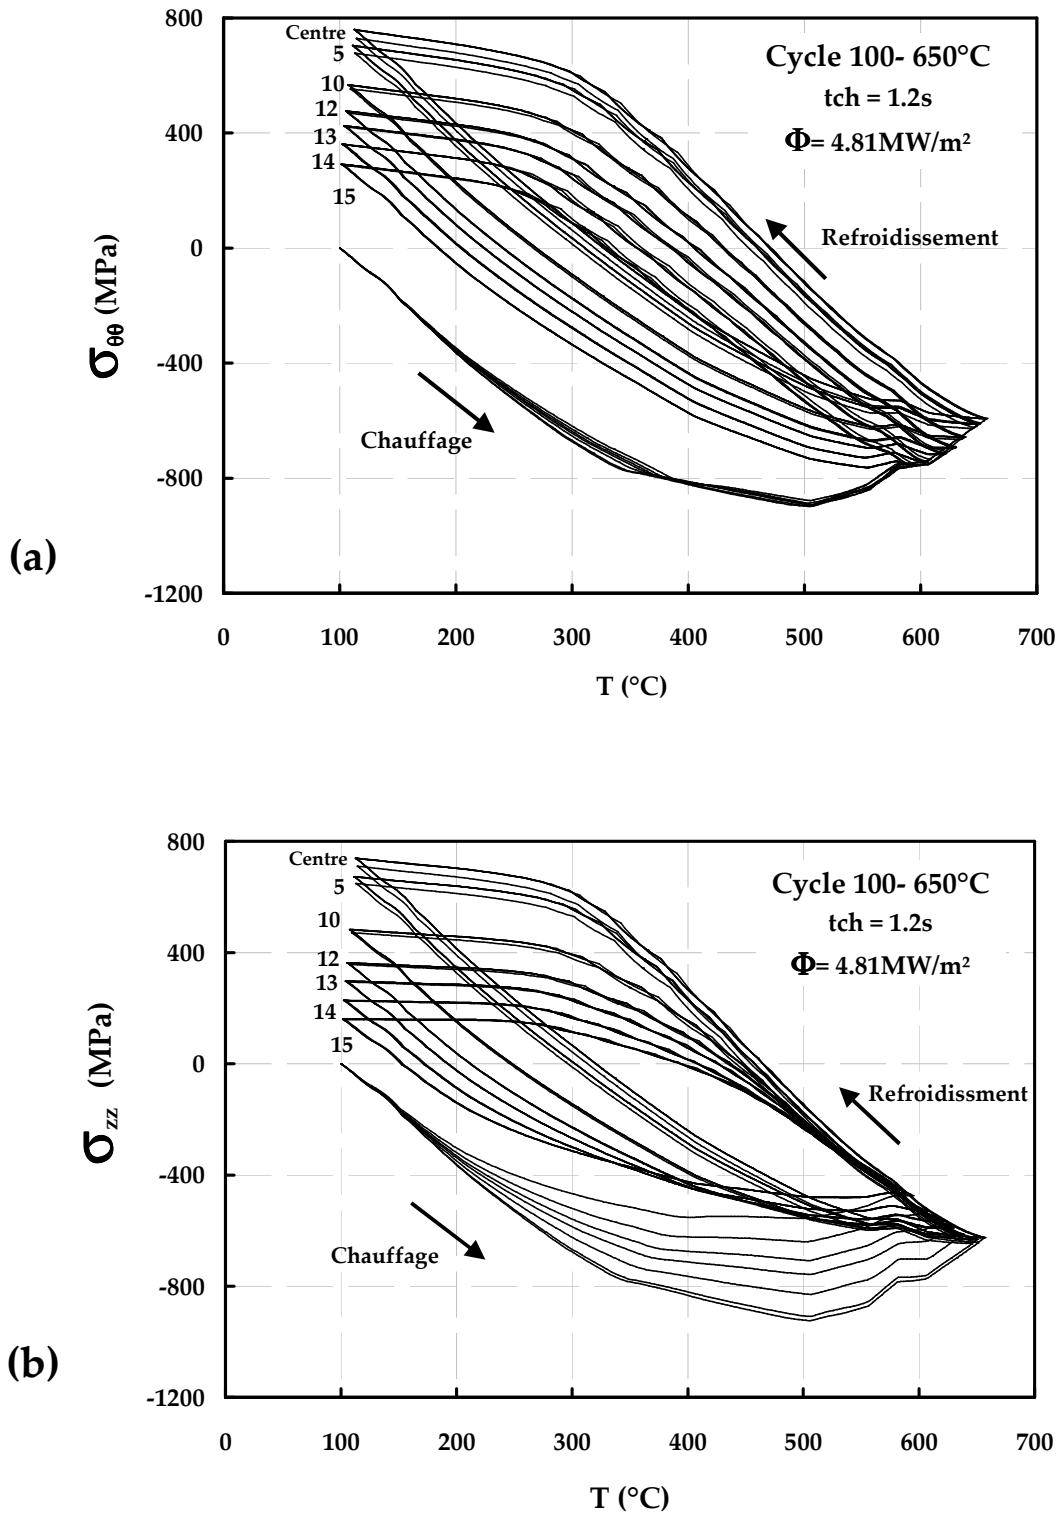 800
400
0
-400
-800
-1200
σθθ (MPa)
Centre
5
10
12
13
14
15
Cycle 100- 650°C
tch = 1.2s
Φ= 4.81MW/m²
Refroidissement
Chauffage
(a)
0 100 200 300 400 500 600 700
T (°C)
800
400
0
-400
-800
-1200
σzz (MPa)
Centre
5
10
12
13
14
15
Cycle 100- 650°C
tch = 1.2s
Φ= 4.81MW/m²
Refroidissment
Chauffage
(b)
0 100 200 300 400 500 600 700
T (°C)